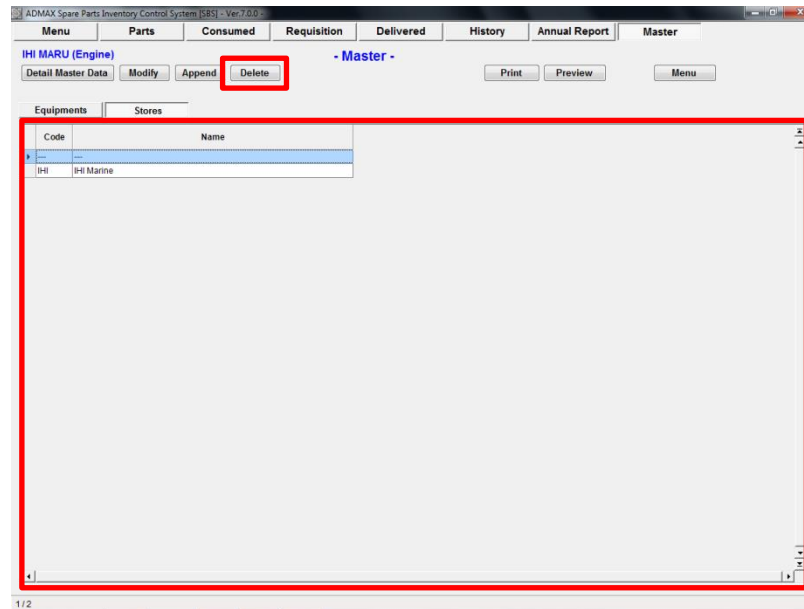 ADMAX Spare Parts Inventory Control System [SBS] - Ver.7.0.0 -
Menu Parts Consumed Requisition Delivered History Annual Report Master
IHI MARU (Engine) - Master -
Detail Master Data Modify Append Delete Print Preview Menu
Equipments Stores
Code Name
--- ---
IHI IHI Marine
1 / 2